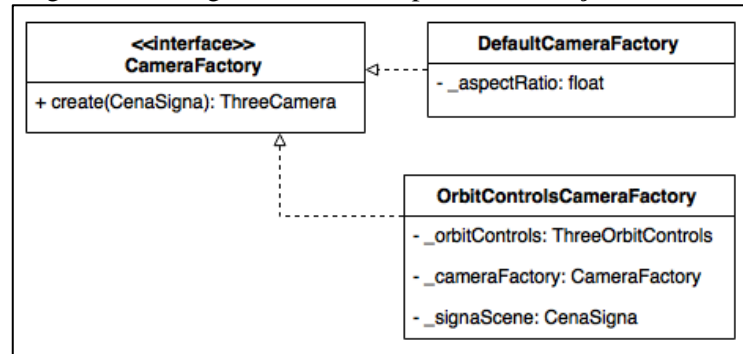 <<interface>>
CameraFactory
+ create(CenaSigna): ThreeCamera
DefaultCameraFactory
- _aspectRatio: float
OrbitControlsCameraFactory
- _orbitControls: ThreeOrbitControls
- _cameraFactory: CameraFactory
- _signaScene: CenaSigna